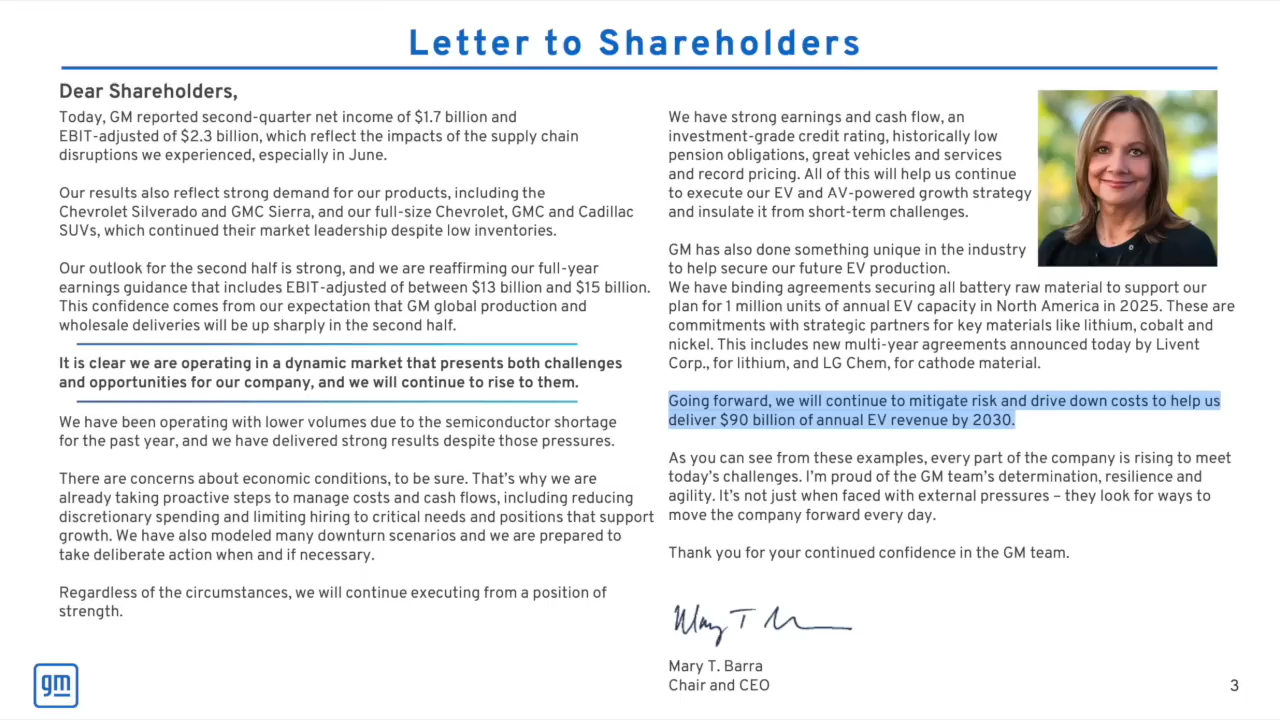 Letter to Shareholders
Dear Shareholders,
Today, GM reported second-quarter net income of $1.7 billion and
EBIT-adjusted of $2.3 billion, which reflect the impacts of the supply chain
disruptions we experienced, especially in June.
Our results also reflect strong demand for our products, including the
Chevrolet Silverado and GMC Sierra, and our full-size Chevrolet, GMC and Cadillac
SUVs, which continued their market leadership despite low inventories.
Our outlook for the second half is strong, and we are reaffirming our full-year
earnings guidance that includes EBIT-adjusted of between $13 billion and $15 billion.
This confidence comes from our expectation that GM global production and
wholesale deliveries will be up sharply in the second half.
It is clear we are operating in a dynamic market that presents both challenges
and opportunities for our company, and we will continue to rise to them.
We have been operating with lower volumes due to the semiconductor shortage
for the past year, and we have delivered strong results despite those pressures.
There are concerns about economic conditions, to be sure. That's why we are
already taking proactive steps to manage costs and cash flows, including reducing
discretionary spending and limiting hiring to critical needs and positions that support
growth. We have also modeled many downturn scenarios and we are prepared to
take deliberate action when and if necessary.
Regardless of the circumstances, we will continue executing from a position of
strength.
We have strong earnings and cash flow, an
investment-grade credit rating, historically low
pension obligations, great vehicles and services
and record pricing. All of this will help us continue
to execute our EV and AV-powered growth strategy
and insulate it from short-term challenges.
GM has also done something unique in the industry
to help secure our future EV production.
We have binding agreements securing all battery raw material to support our
plan for 1 million units of annual EV capacity in North America in 2025. These are
commitments with strategic partners for key materials like lithium, cobalt and
nickel. This includes new multi-year agreements announced today by Livent
Corp., for lithium, and LG Chem, for cathode material.
Going forward, we will continue to mitigate risk and drive down costs to help us
deliver $90 billion of annual EV revenue by 2030.
As you can see from these examples, every part of the company is rising to meet
today's challenges. I'm proud of the GM team's determination, resilience and
agility. It's not just when faced with external pressures – they look for ways to
move the company forward every day.
Thank you for your continued confidence in the GM team.
Mary T. Barra
Chair and CEO
gm
3